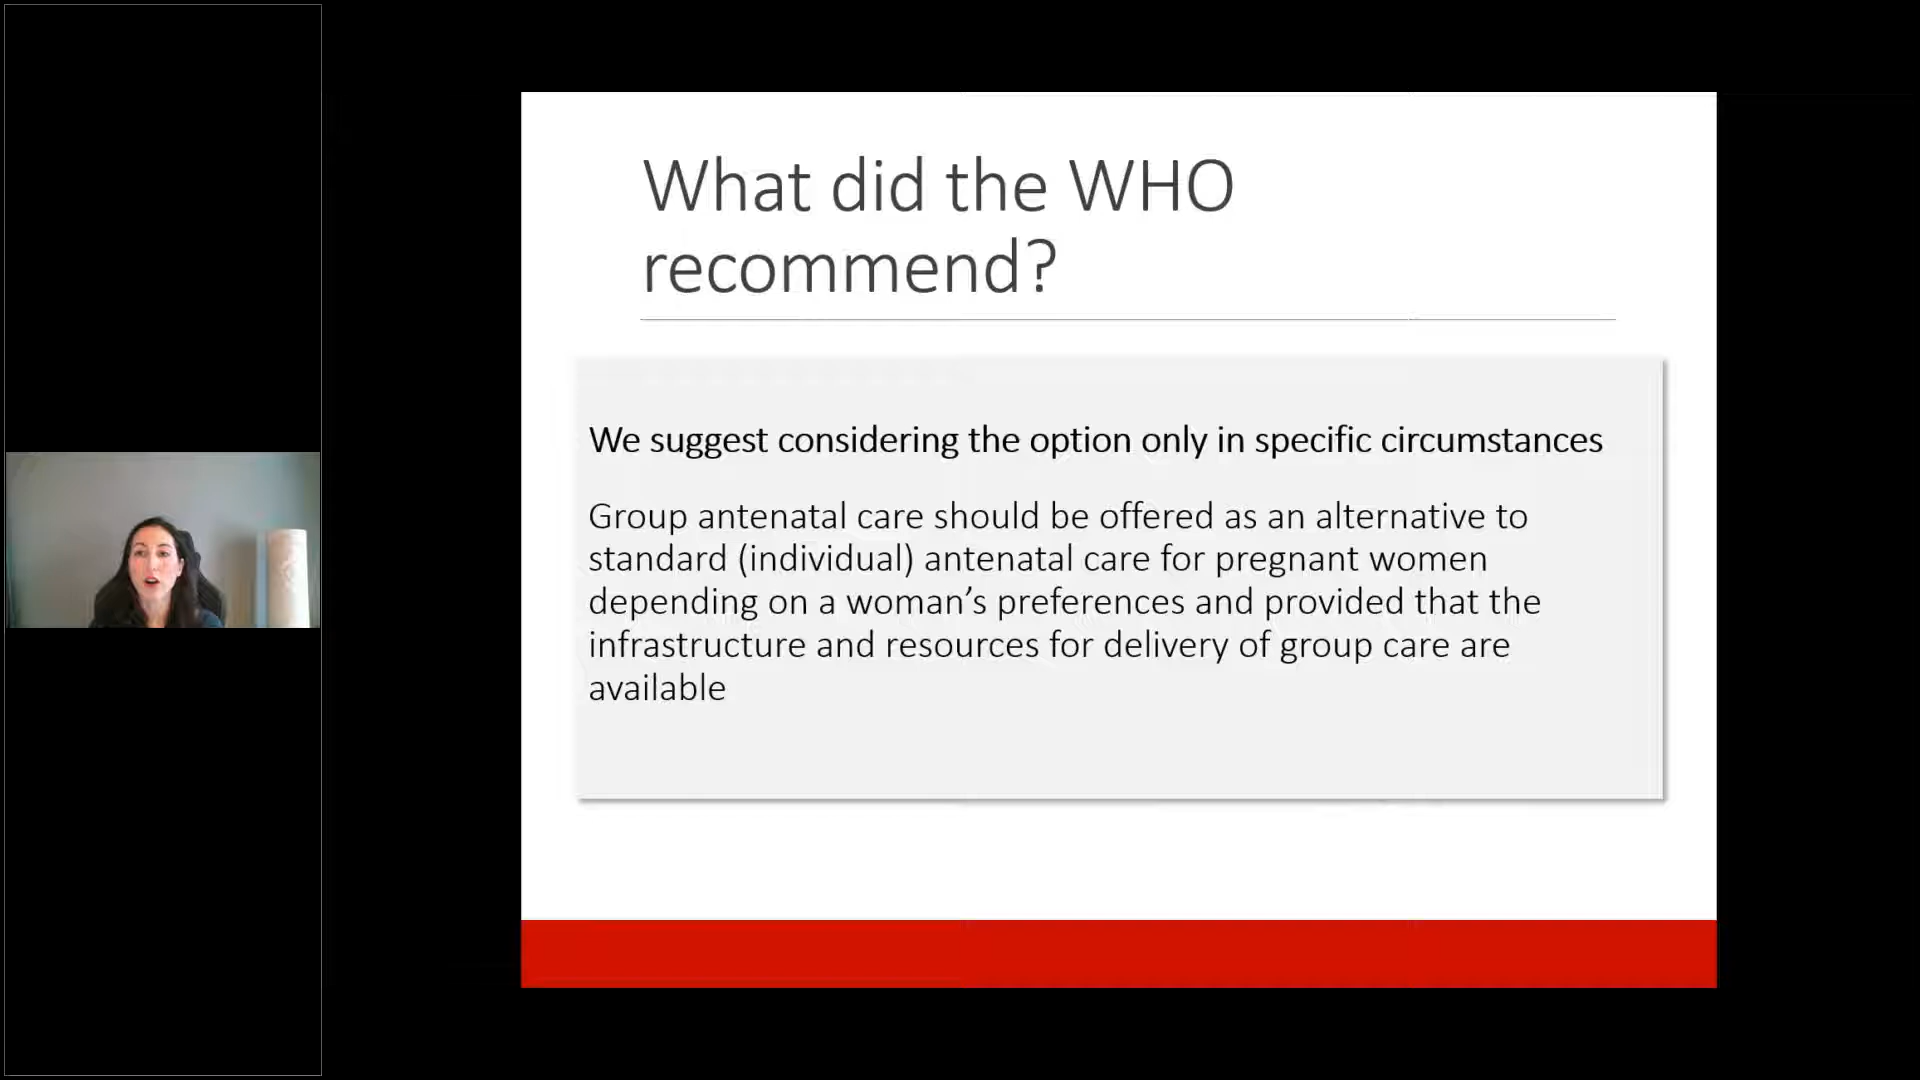 What did the WHO
recommend?
We suggest considering the option only in specific circumstances
Group antenatal care should be offered as an alternative to
standard (individual) antenatal care for pregnant women
depending on a woman’s preferences and provided that the
infrastructure and resources for delivery of group care are
available